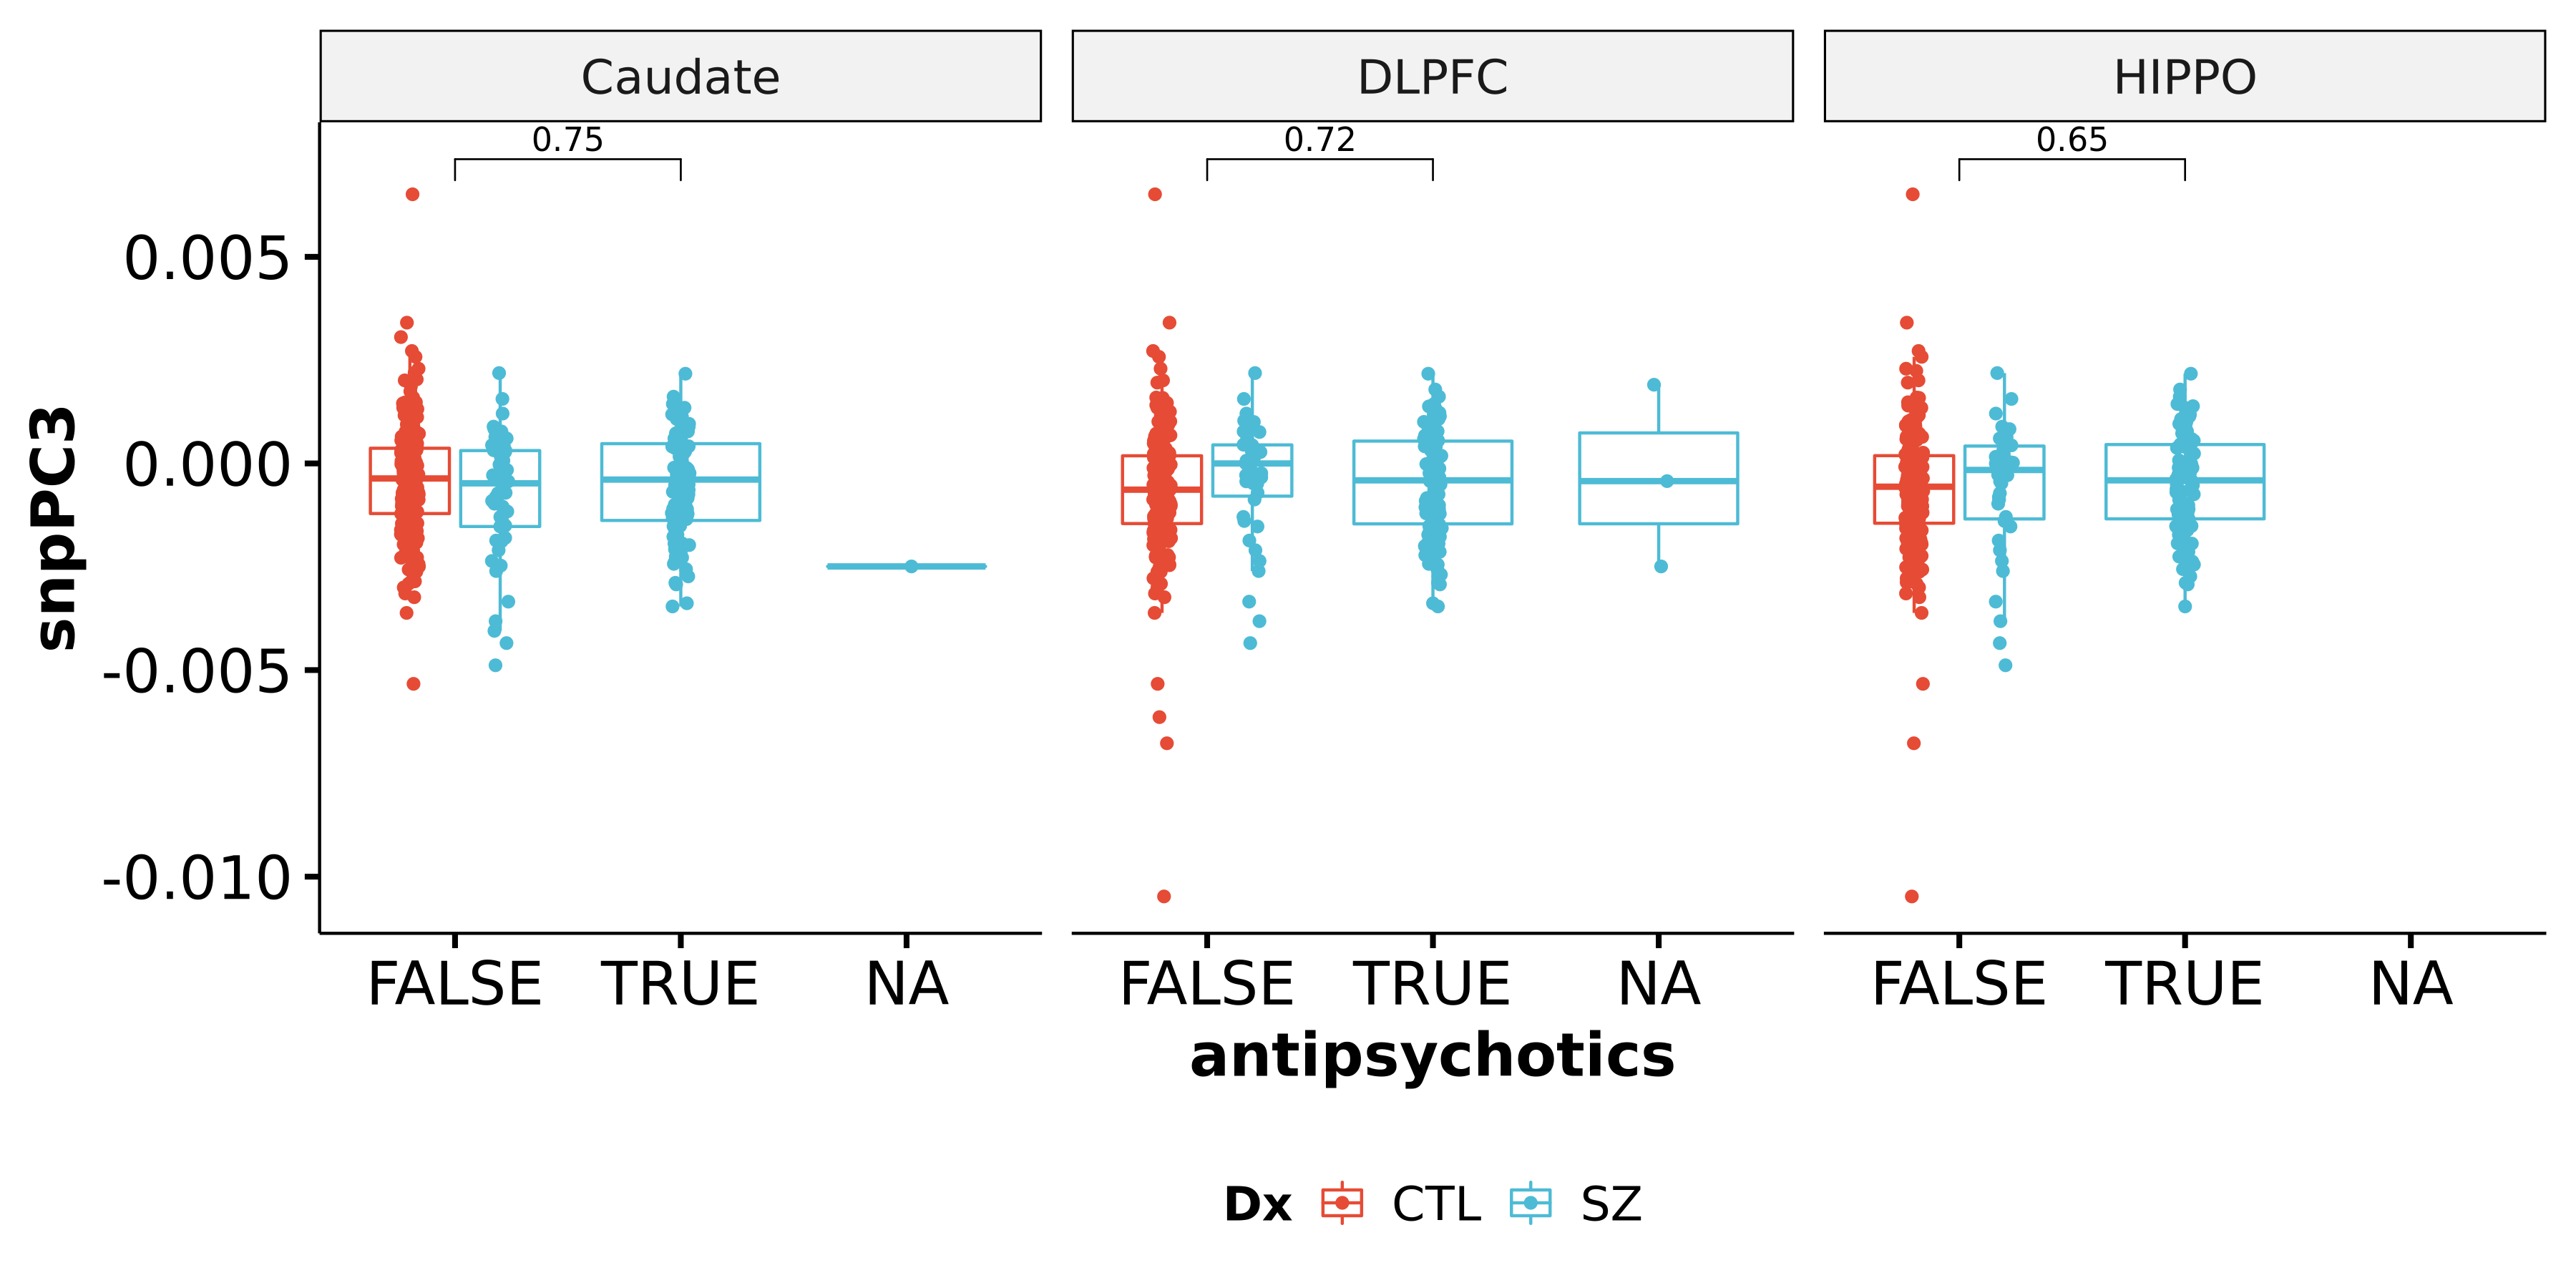 Caudate DLPFC HIPPO
0.75 0.72 0.65
0.005
0.000
-0.005
-0.010
snpPC3
FALSE TRUE NA FALSE TRUE NA FALSE TRUE NA
antipsychotics
Dx CTL SZ